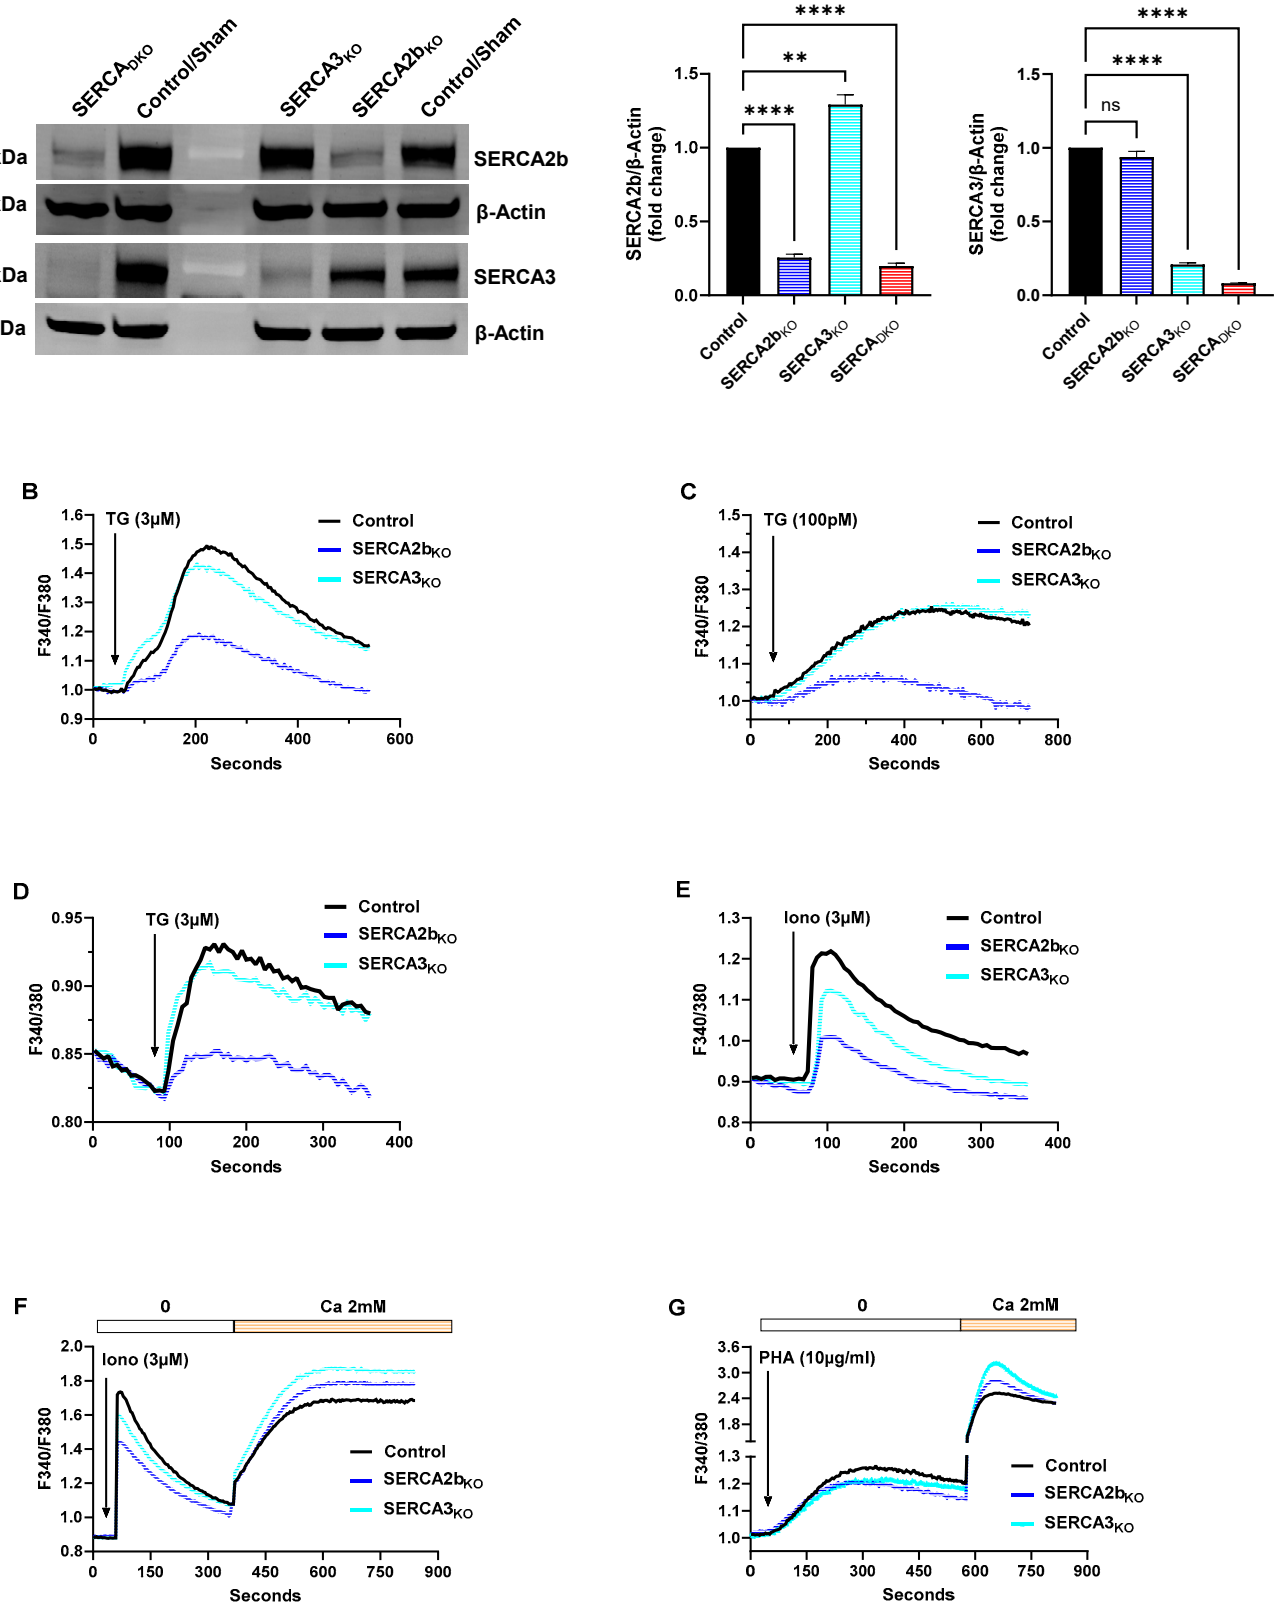 SERCADKO
Control/Sham
SERCA3KO
SERCA2bKO
Control/Sham
kDa
SERCA2b
kDa
β-Actin
kDa
SERCA3
Da
β-Actin
****
**
****
1.5
1.0
0.5
0.0
SERCA2b/β-Actin
(fold change)
Control
SERCA2bKO
SERCA3KO
SERCADKO
****
****
ns
1.5
1.0
0.5
0.0
SERCA3/β-Actin
(fold change)
Control
SERCA2bKO
SERCA3KO
SERCADKO
B
TG (3µM)
Control
SERCA2bKO
SERCA3KO
1.6
1.5
1.4
1.3
1.2
1.1
1.0
0.9
F340/F380
0 200 400 600
Seconds
C
TG (100pM)
Control
SERCA2bKO
SERCA3KO
1.5
1.4
1.3
1.2
1.1
1.0
F340/F380
0 200 400 600 800
Seconds
D
TG (3µM)
Control
SERCA2bKO
SERCA3KO
0.95
0.90
0.85
0.80
F340/380
0 100 200 300 400
Seconds
E
Iono (3µM)
Control
SERCA2bKO
SERCA3KO
1.3
1.2
1.1
1.0
0.9
0.8
F340/380
0 100 200 300 400
Seconds
F
0 Ca 2mM
Iono (3µM)
2.0
1.8
1.6
1.4
1.2
1.0
0.8
F340/F380
Control
SERCA2bKO
SERCA3KO
0 150 300 450 600 750 900
Seconds
G
0 Ca 2mM
PHA (10µg/ml)
3.6
3.0
2.4
1.8
1.3
1.2
1.1
1.0
F340/380
Control
SERCA2bKO
SERCA3KO
0 150 300 450 600 750 900
Seconds